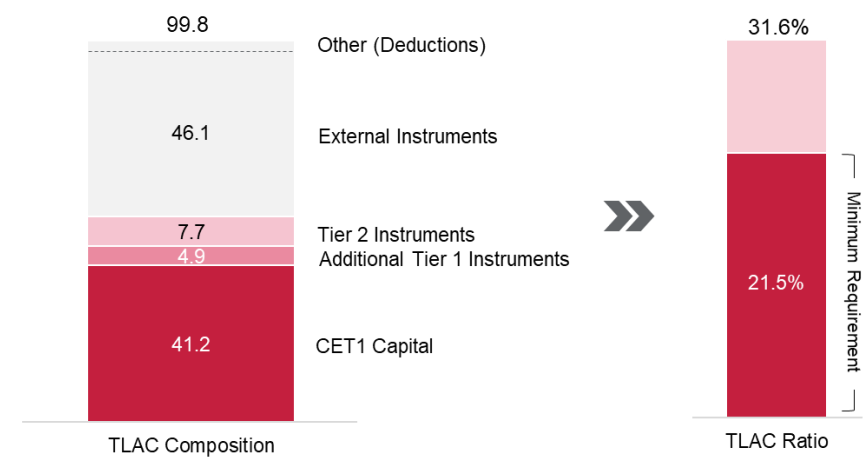 99.8
Other (Deductions)
46.1
External Instruments
7.7
Tier 2 Instruments
4.9
Additional Tier 1 Instruments
41.2
CET1 Capital
TLAC Composition
31.6%
21.5%
Minimum Requirement
TLAC Ratio